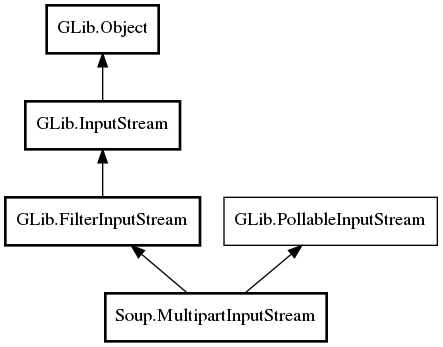 GLib.Object
GLib.InputStream
GLib.FilterInputStream
GLib.PollableInputStream
Soup.MultipartInputStream